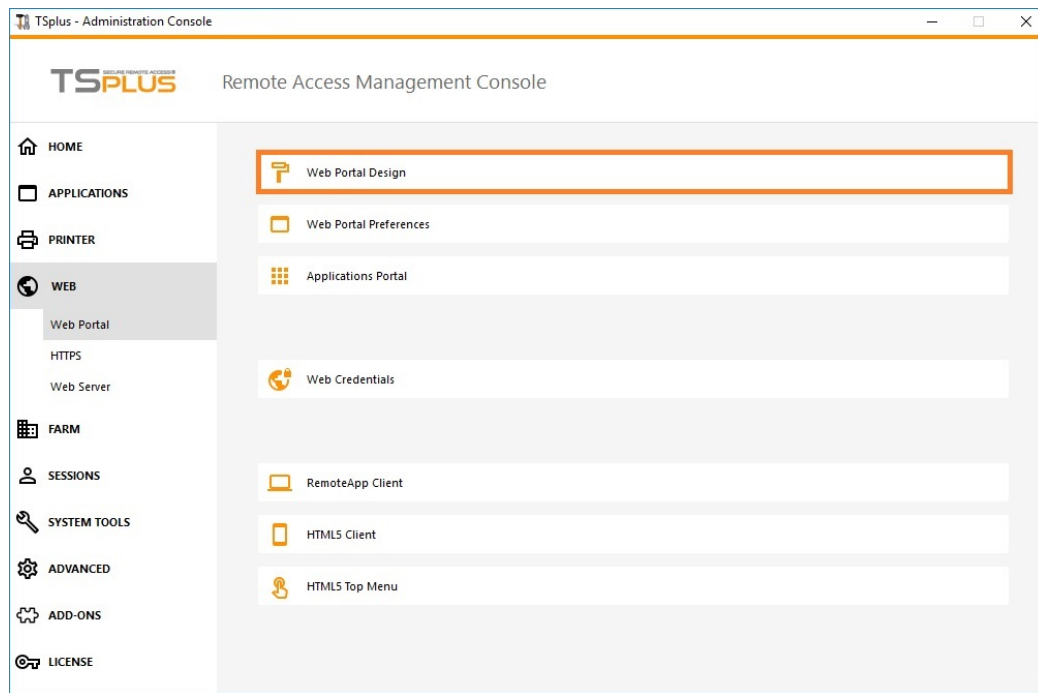 TSplus - Administration Console
TSPLUS
SECURE REMOTE ACCESS®
Remote Access Management Console
HOME
APPLICATIONS
PRINTER
WEB
Web Portal
HTTPS
Web Server
FARM
SESSIONS
SYSTEM TOOLS
ADVANCED
ADD-ONS
LICENSE
Web Portal Design
Web Portal Preferences
Applications Portal
Web Credentials
RemoteApp Client
HTML5 Client
HTML5 Top Menu